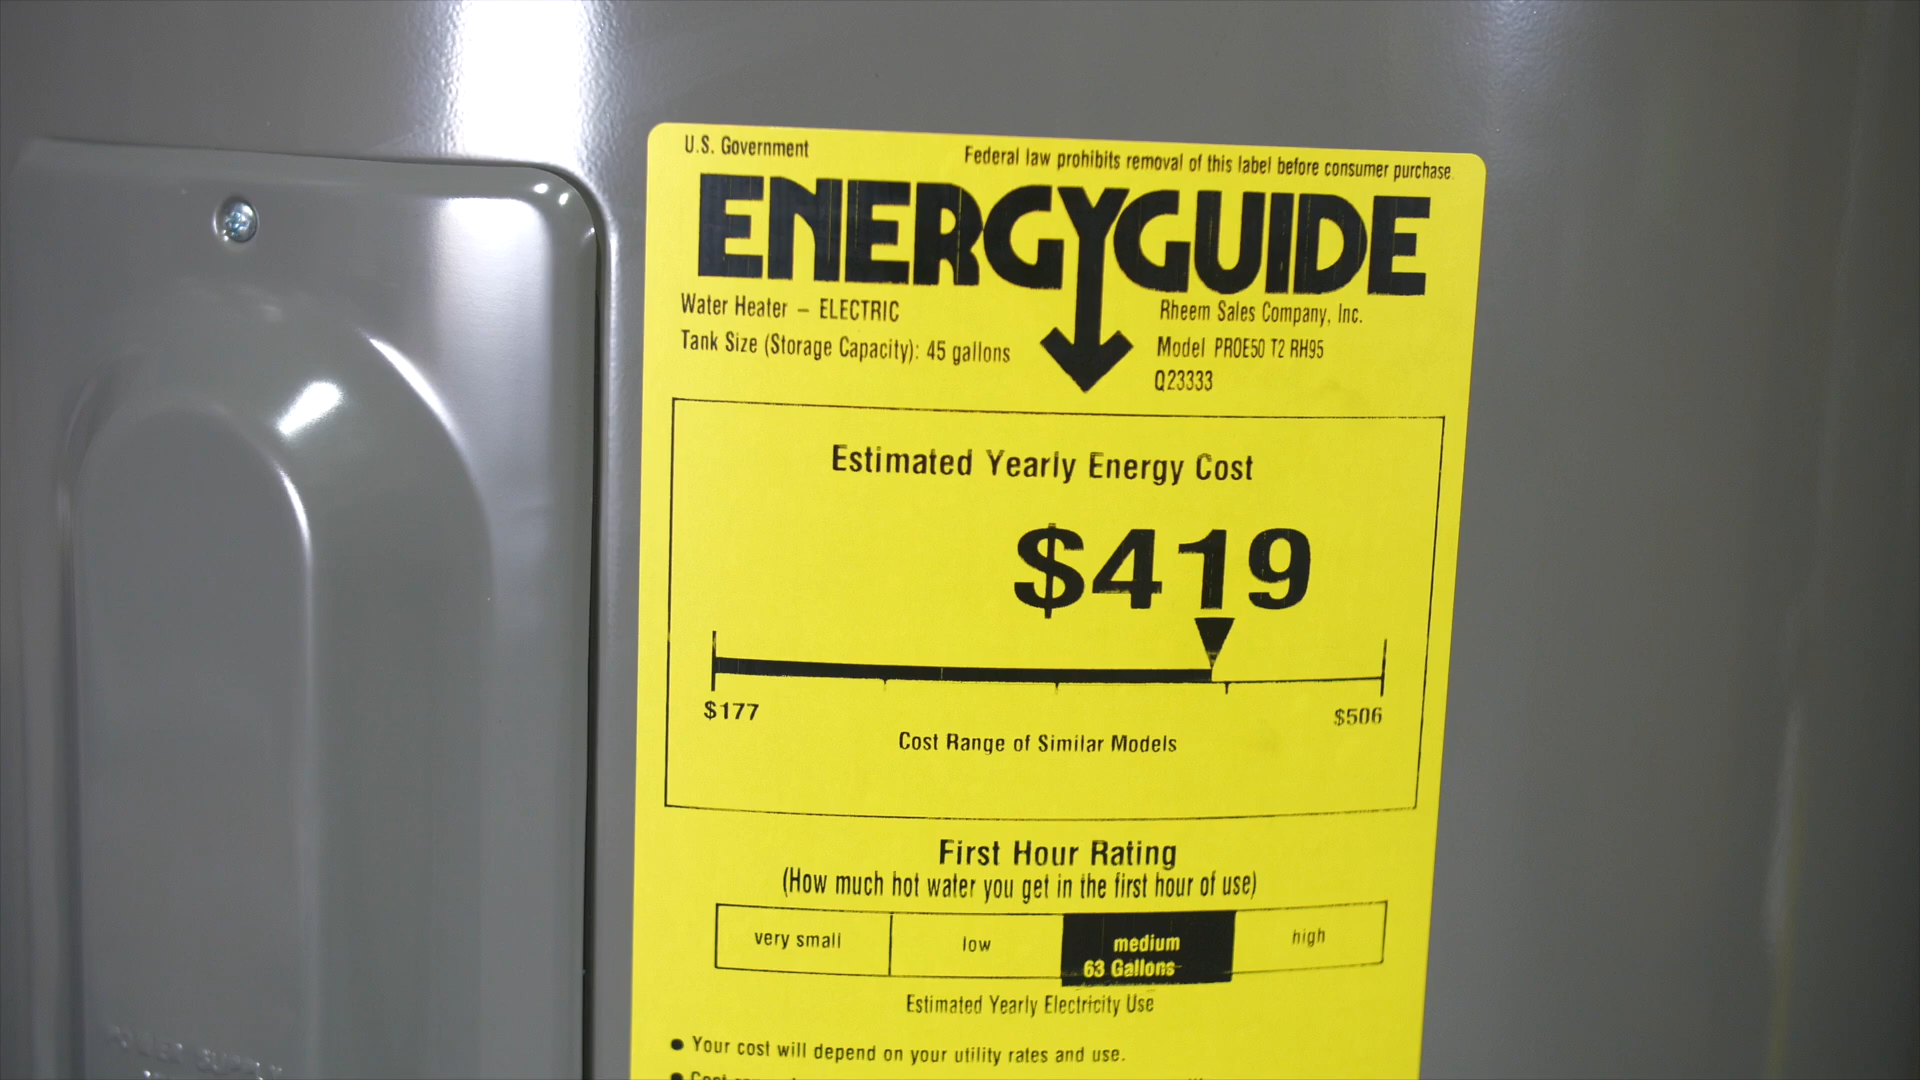 U.S. Government
Federal law prohibits removal of this label before consumer purchase.
ENERGYGUIDE
Water Heater – ELECTRIC
Tank Size (Storage Capacity): 45 gallons
Rheem Sales Company, Inc.
Model PROE50 T2 RH95
Q23333
Estimated Yearly Energy Cost
$419
$177
$506
Cost Range of Similar Models
First Hour Rating
(How much hot water you get in the first hour of use)
very small
low
medium
63 Gallons
high
Estimated Yearly Electricity Use
• Your cost will depend on your utility rates and use.